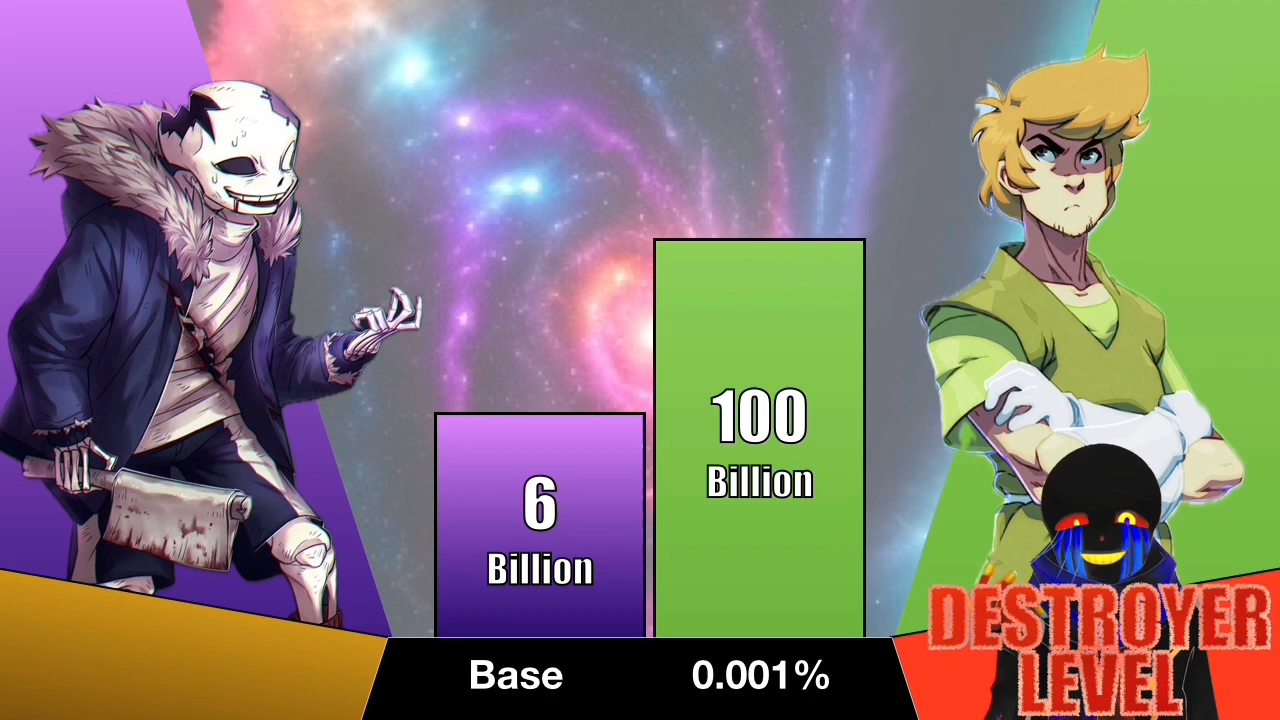 100
Billion
6
Billion
Base
0.001%
DESTROYER
LEVEL